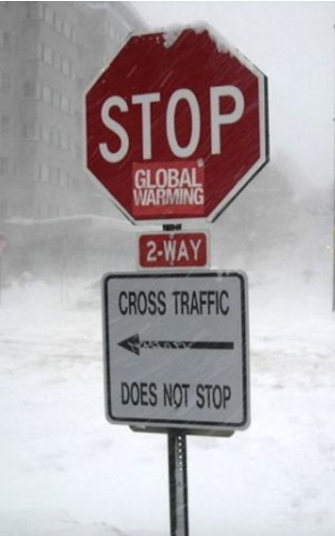 STOP
GLOBAL
WARMING
2-WAY
CROSS TRAFFIC
DOES NOT STOP